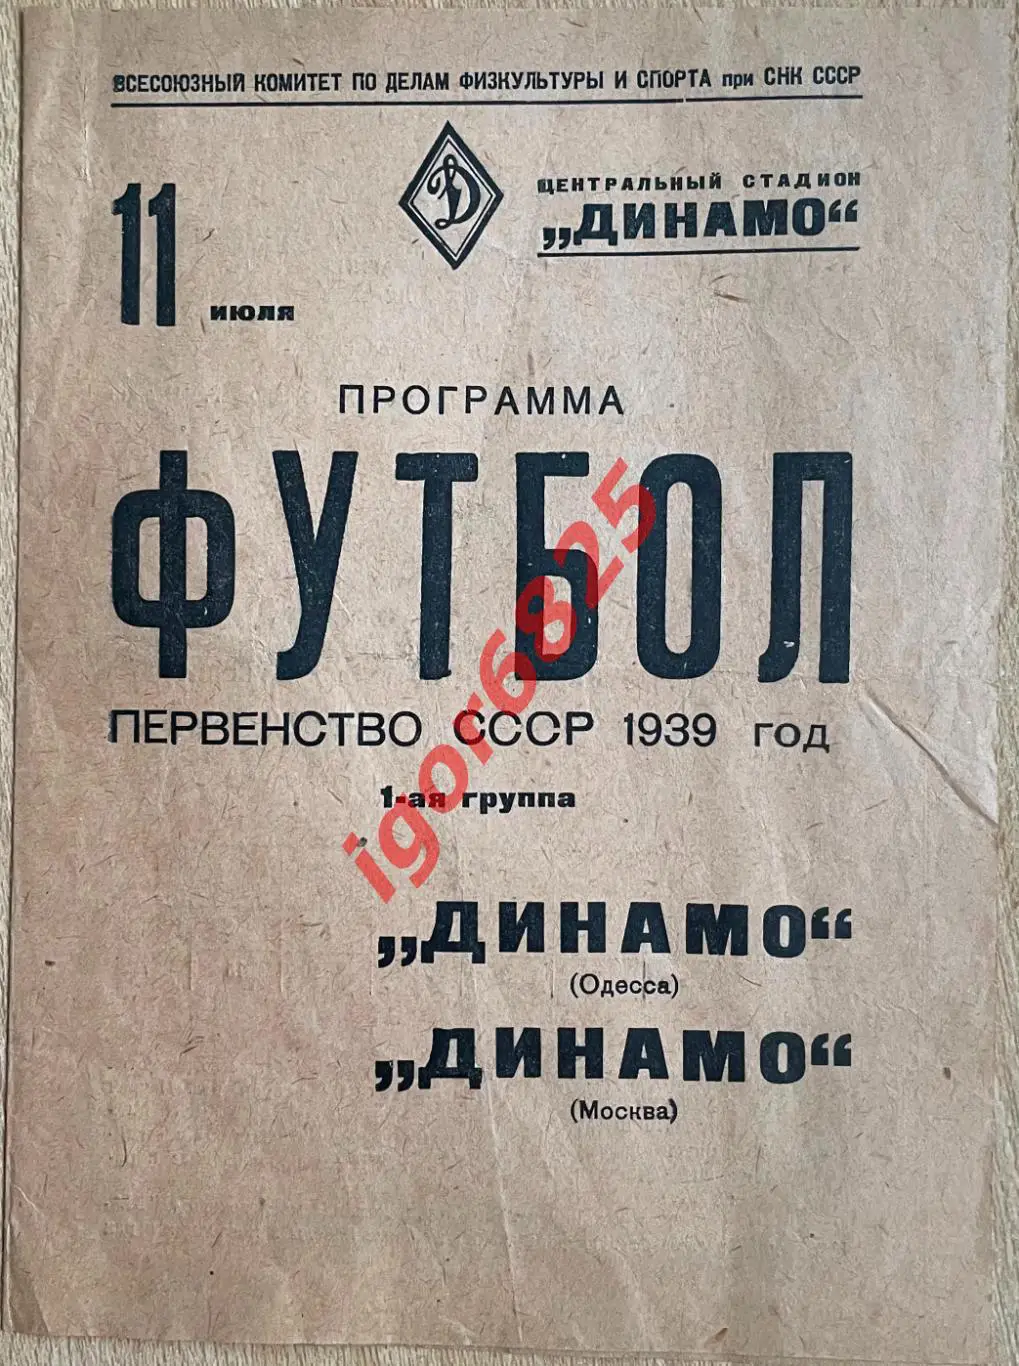 ВСЕСОЮЗНЫЙ КОМИТЕТ ПО ДЕЛАМ ФИЗКУЛЬТУРЫ И СПОРТА при СНК СССР
Д
ЦЕНТРАЛЬНЫЙ СТАДИОН
„ДИНАМО“
11 июля
ПРОГРАММА
ФУТБОЛ
ПЕРВЕНСТВО СССР 1939 год
1-ая группа
„ДИНАМО“
(Одесса)
„ДИНАМО“
(Москва)
igor6825